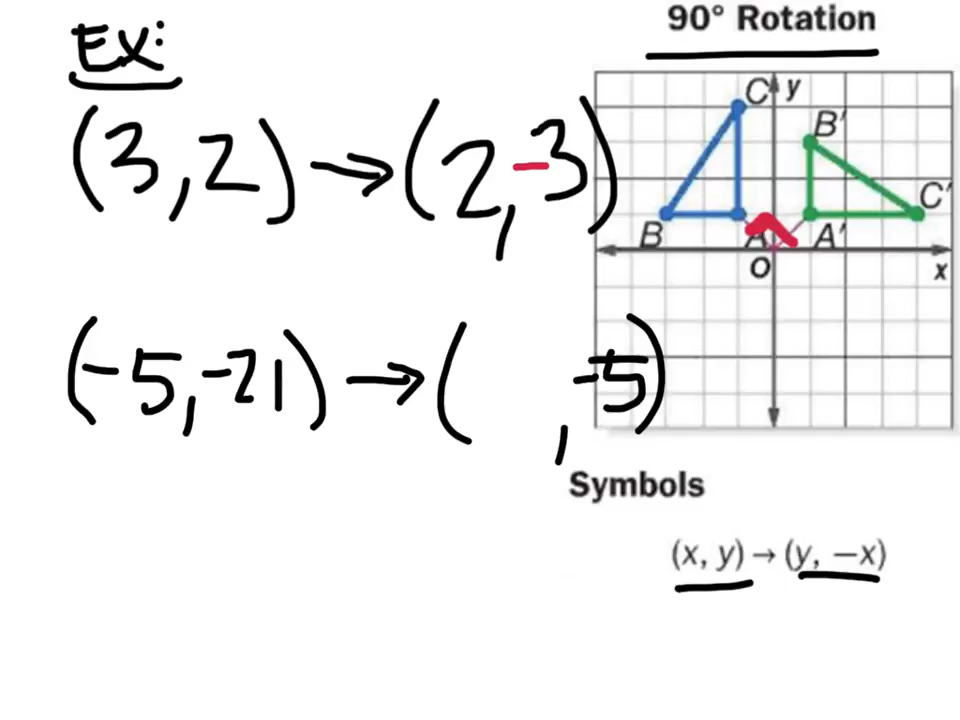 EX:
90° Rotation
(3,2) → (2,-3)
C y
B'
C'
B A A'
O x
(-5,-21) → ( ,-5)
Symbols
(x, y) → (y, −x)